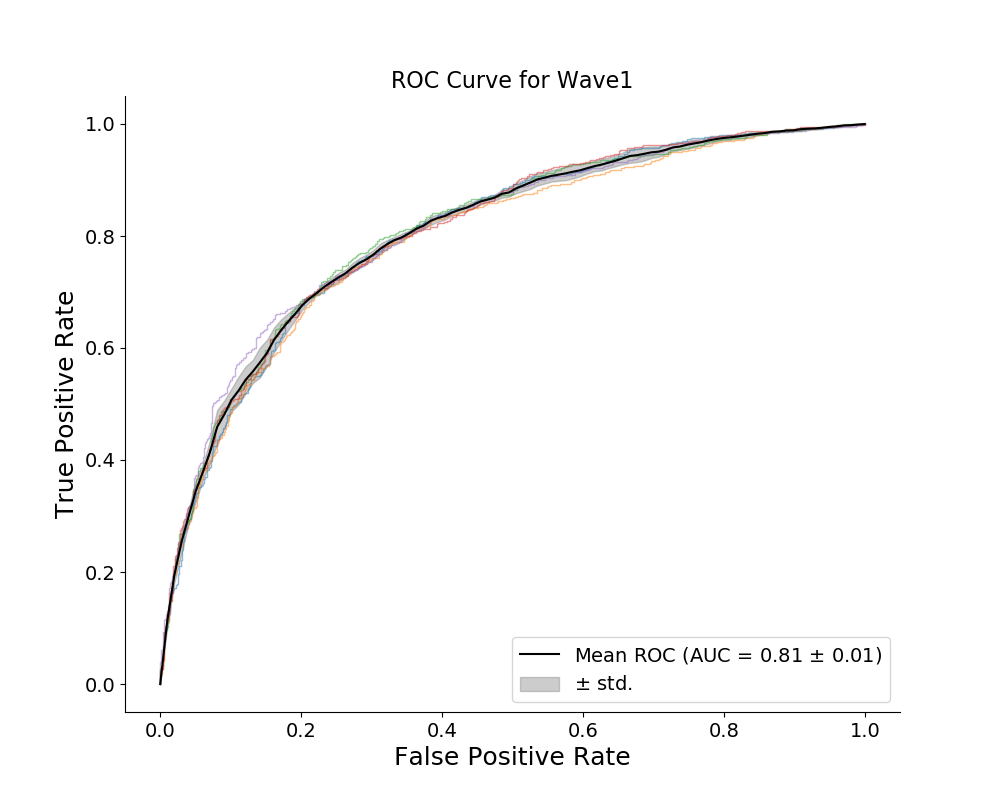 ROC Curve for Wave1
True Positive Rate
1.0
0.8
0.6
0.4
0.2
0.0
Mean ROC (AUC = 0.81 ± 0.01)
± std.
0.0 0.2 0.4 0.6 0.8 1.0
False Positive Rate